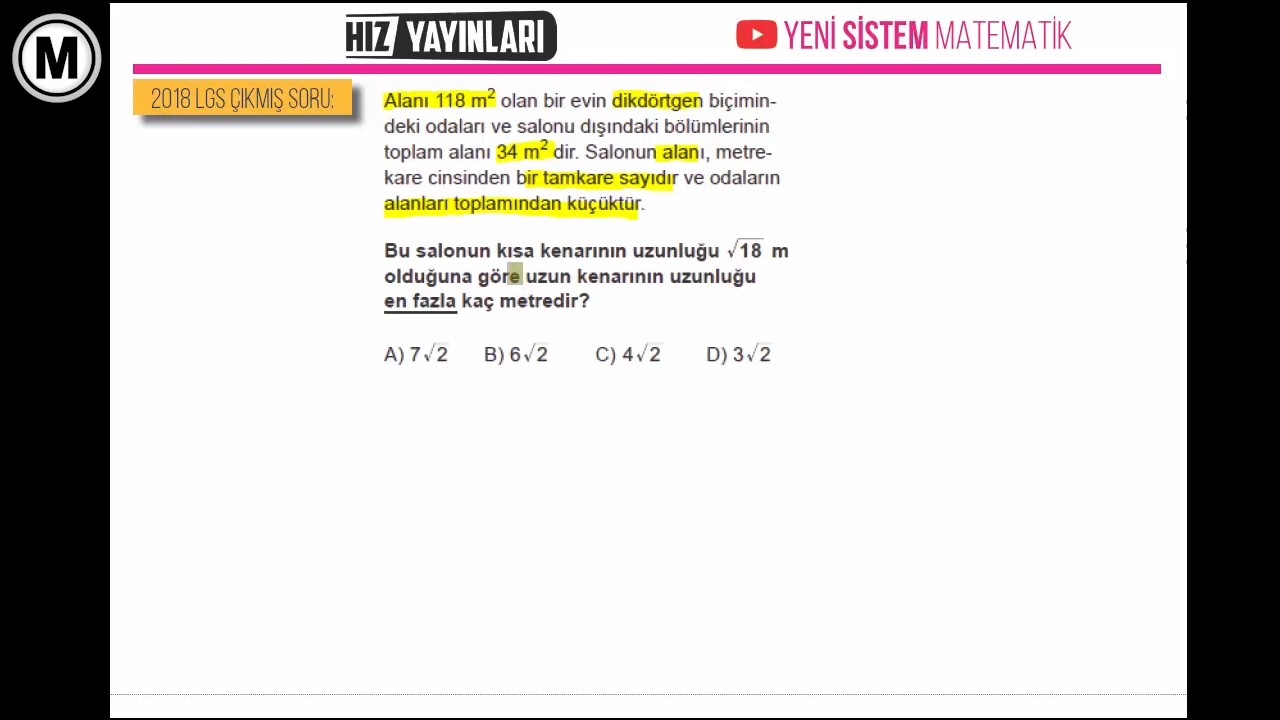 M
HIZ YAYINLARI
YENİ SİSTEM MATEMATİK
2018 LGS ÇIKMIŞ SORU:
Alanı 118 m² olan bir evin dikdörtgen biçimin-
deki odaları ve salonu dışındaki bölümlerinin
toplam alanı 34 m² dir. Salonun alanı, metre-
kare cinsinden bir tamkare sayıdır ve odaların
alanları toplamından küçüktür.
Bu salonun kısa kenarının uzunluğu √18 m
olduğuna göre uzun kenarının uzunluğu
en fazla kaç metredir?
A) 7√2 B) 6√2 C) 4√2 D) 3√2